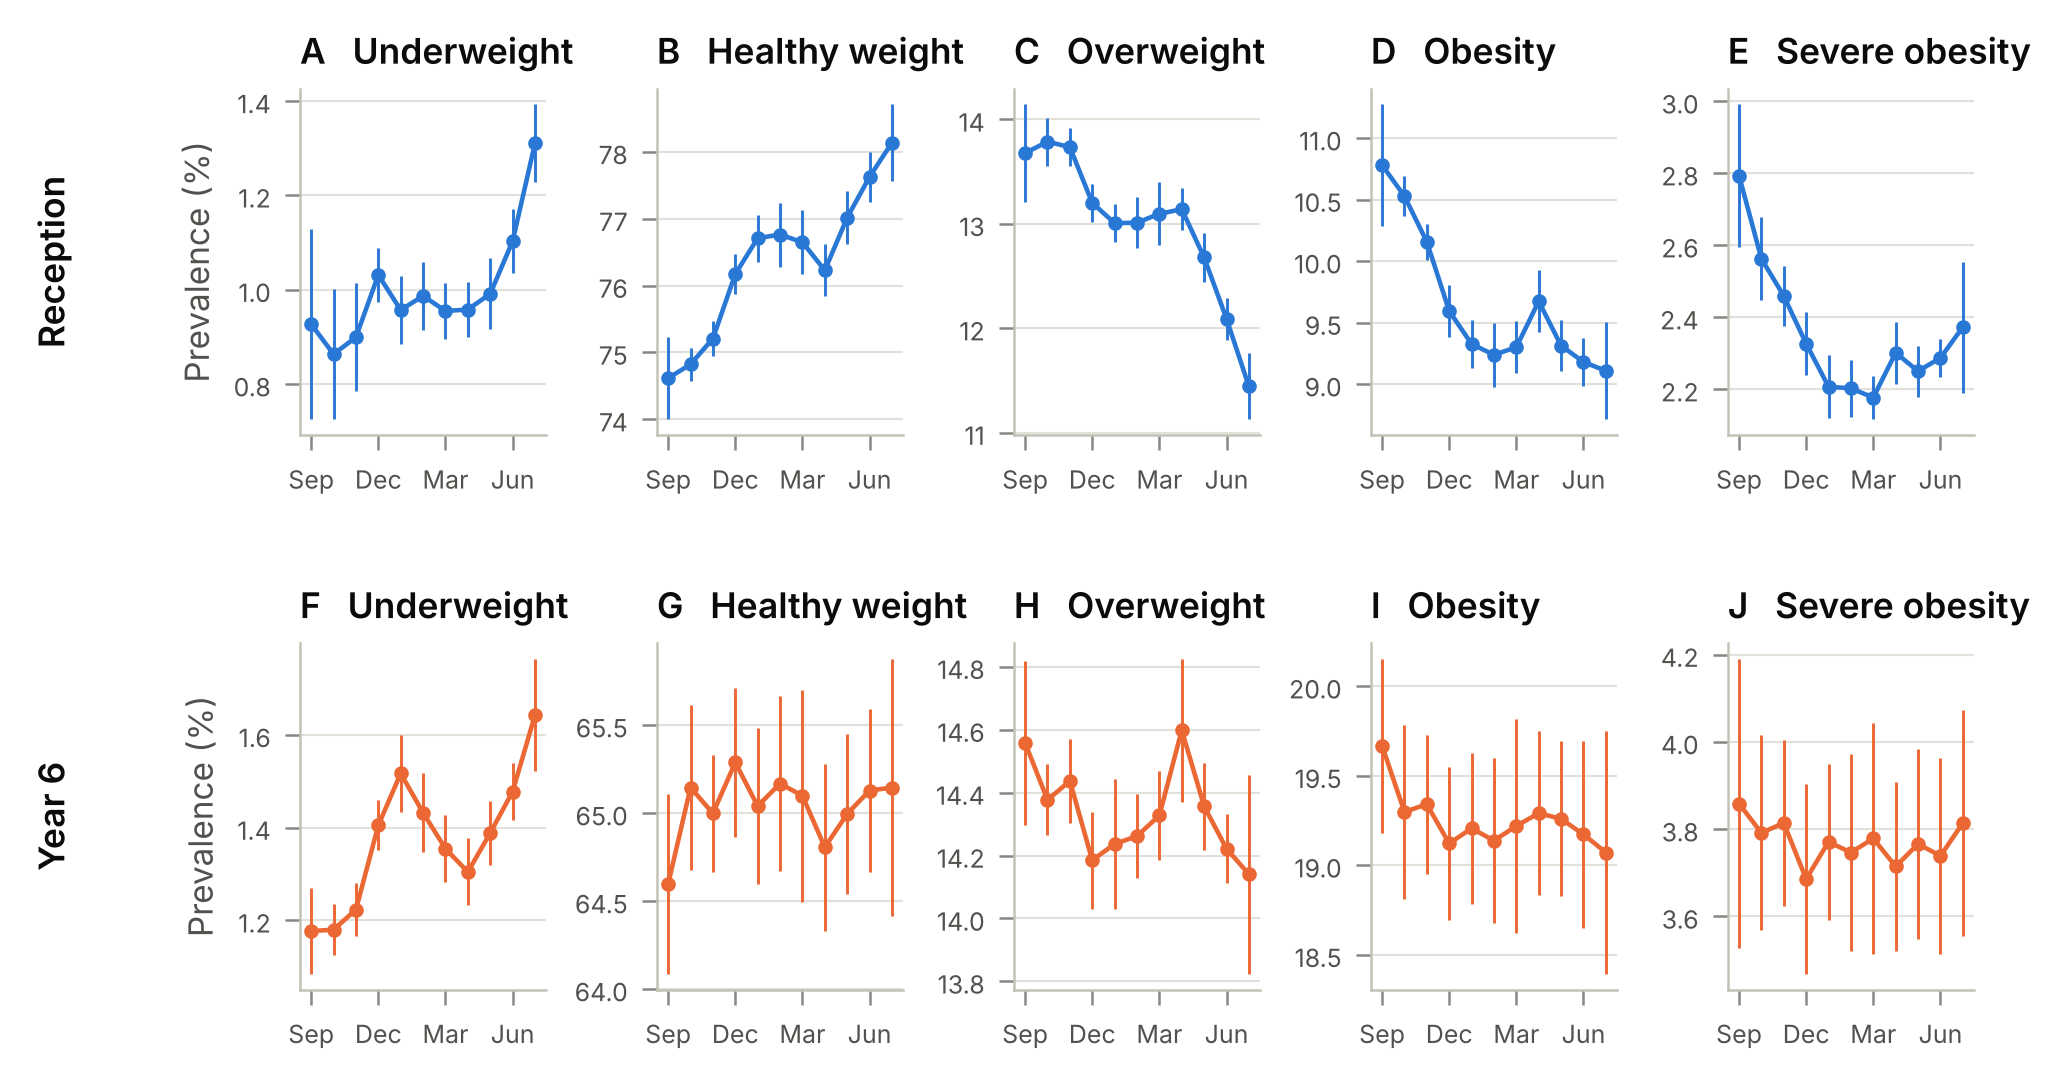 A Underweight
B Healthy weight
C Overweight
D Obesity
E Severe obesity
Reception
Prevalence (%)
1.4
1.2
1.0
0.8
Sep Dec Mar Jun
78
77
76
75
74
Sep Dec Mar Jun
14
13
12
11
Sep Dec Mar Jun
11.0
10.5
10.0
9.5
9.0
Sep Dec Mar Jun
3.0
2.8
2.6
2.4
2.2
Sep Dec Mar Jun
F Underweight
G Healthy weight
H Overweight
I Obesity
J Severe obesity
Year 6
Prevalence (%)
1.6
1.4
1.2
Sep Dec Mar Jun
65.5
65.0
64.5
64.0
Sep Dec Mar Jun
14.8
14.6
14.4
14.2
14.0
13.8
Sep Dec Mar Jun
20.0
19.5
19.0
18.5
Sep Dec Mar Jun
4.2
4.0
3.8
3.6
Sep Dec Mar Jun